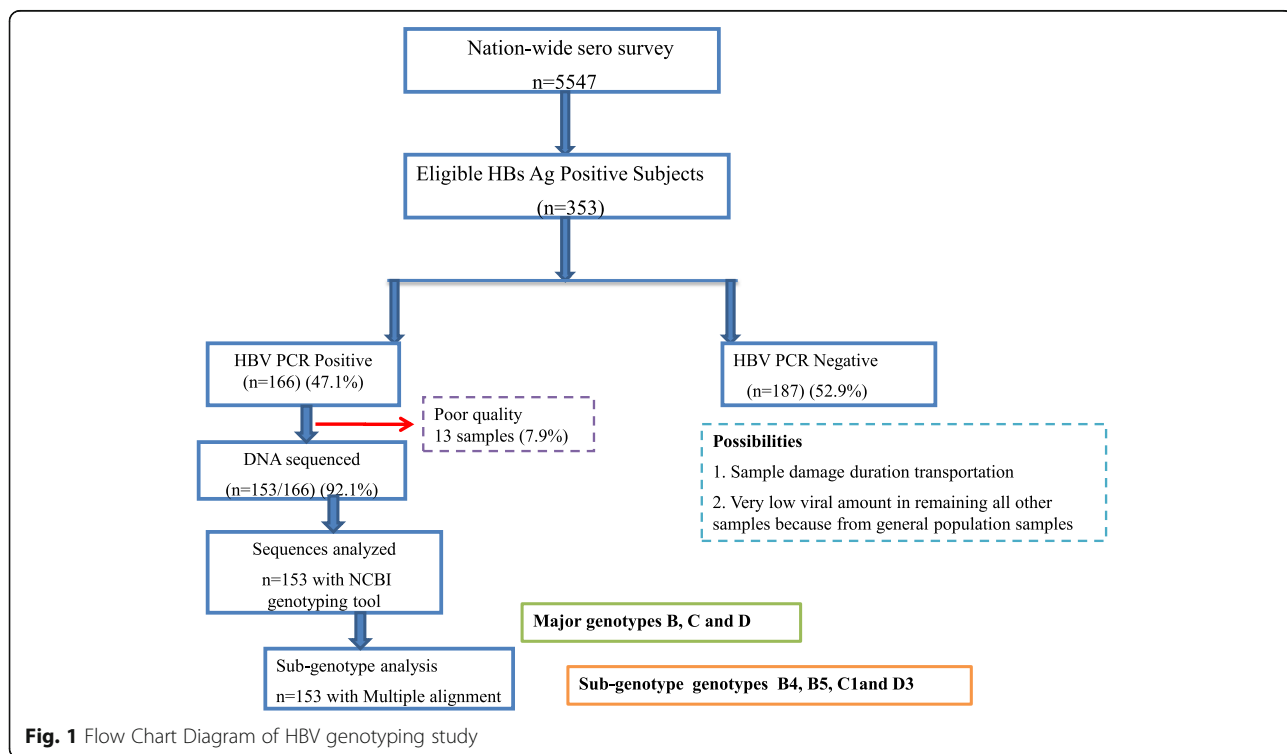 Nation-wide sero survey
n=5547
Eligible HBs Ag Positive Subjects
(n=353)
HBV PCR Positive
(n=166) (47.1%)
HBV PCR Negative
(n=187) (52.9%)
Poor quality
13 samples (7.9%)
Possibilities
1. Sample damage duration transportation
2. Very low viral amount in remaining all other
samples because from general population samples
DNA sequenced
(n=153/166) (92.1%)
Sequences analyzed
n=153 with NCBI
genotyping tool
Major genotypes B, C and D
Sub-genotype analysis
n=153 with Multiple alignment
Sub-genotype genotypes B4, B5, C1and D3
Fig. 1 Flow Chart Diagram of HBV genotyping study